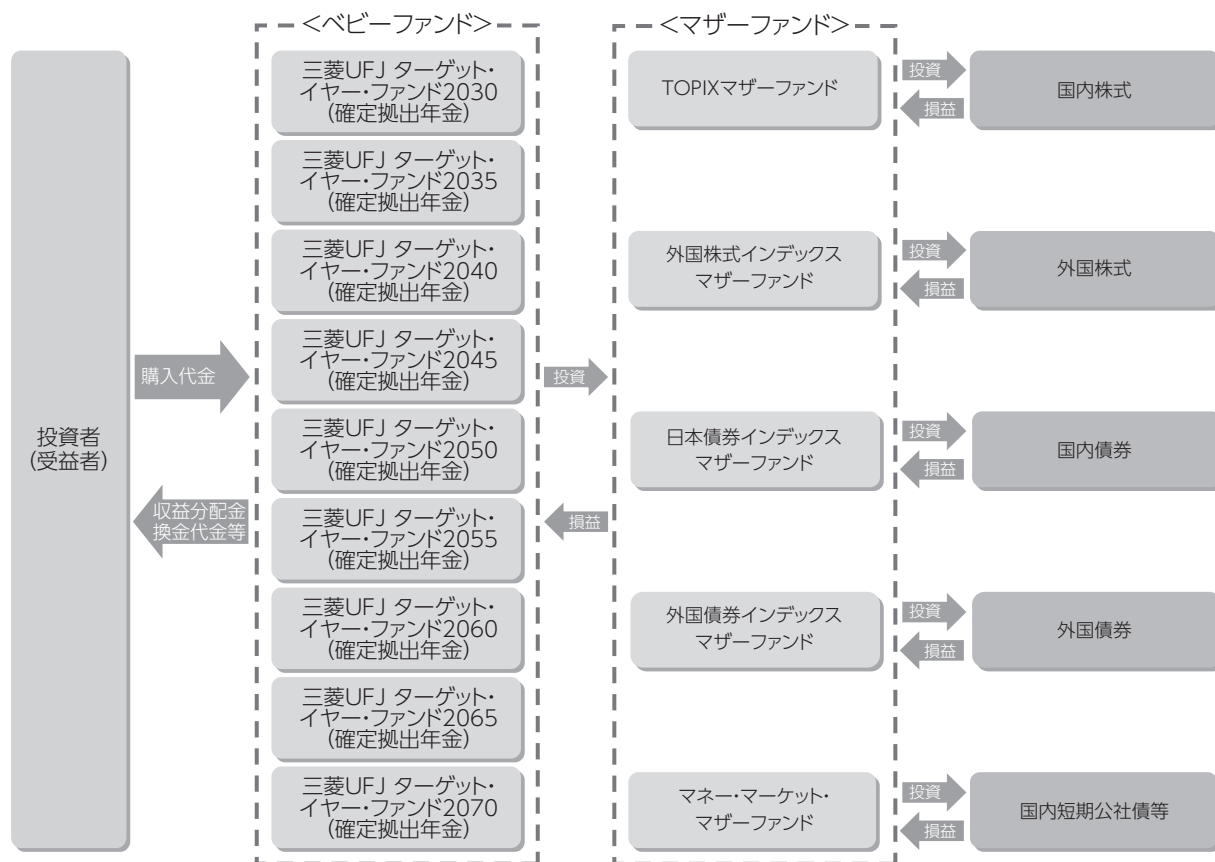 <ベビーファンド>
<マザーファンド>
投資者
(受益者)
購入代金
収益分配金
換金代金等
三菱UFJ ターゲット・
イヤー・ファンド2030
(確定拠出年金)
三菱UFJ ターゲット・
イヤー・ファンド2035
(確定拠出年金)
三菱UFJ ターゲット・
イヤー・ファンド2040
(確定拠出年金)
三菱UFJ ターゲット・
イヤー・ファンド2045
(確定拠出年金)
三菱UFJ ターゲット・
イヤー・ファンド2050
(確定拠出年金)
三菱UFJ ターゲット・
イヤー・ファンド2055
(確定拠出年金)
三菱UFJ ターゲット・
イヤー・ファンド2060
(確定拠出年金)
三菱UFJ ターゲット・
イヤー・ファンド2065
(確定拠出年金)
三菱UFJ ターゲット・
イヤー・ファンド2070
(確定拠出年金)
投資
損益
TOPIXマザーファンド
投資
損益
国内株式
外国株式インデックス
マザーファンド
投資
損益
外国株式
日本債券インデックス
マザーファンド
投資
損益
国内債券
外国債券インデックス
マザーファンド
投資
損益
外国債券
マネー・マーケット・
マザーファンド
投資
損益
国内短期公社債等